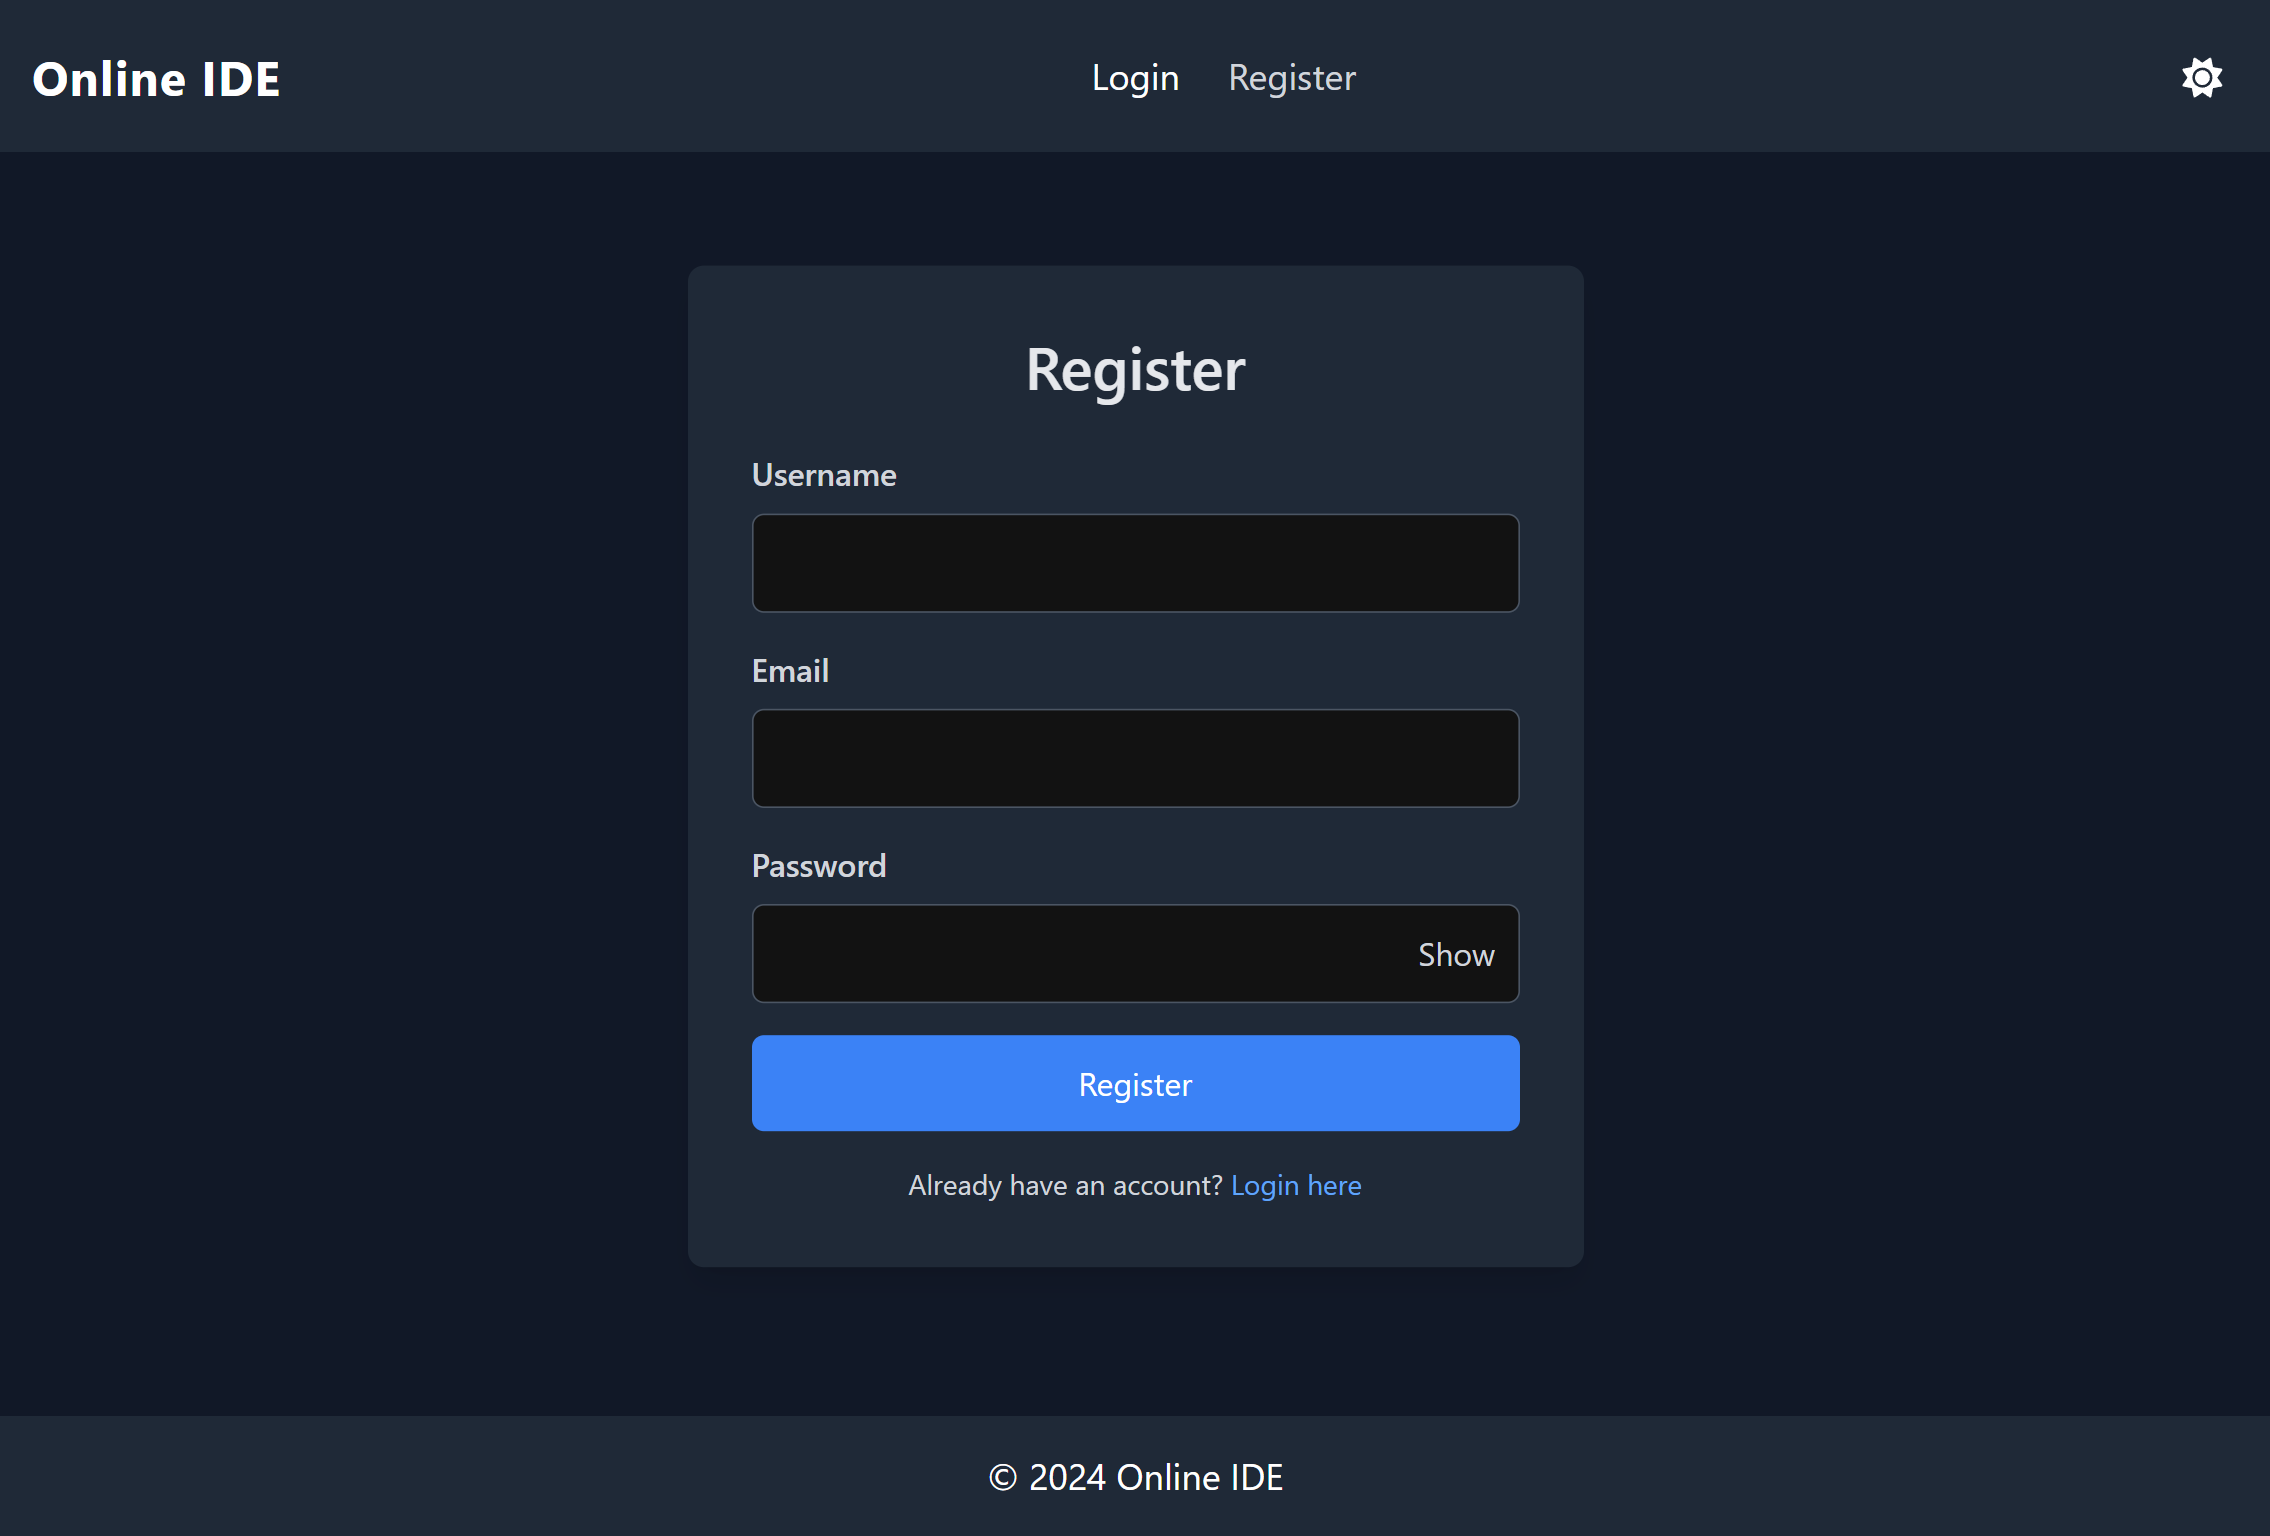 Online IDE
Login Register
Register
Username
Email
Password
Show
Register
Already have an account? Login here
© 2024 Online IDE